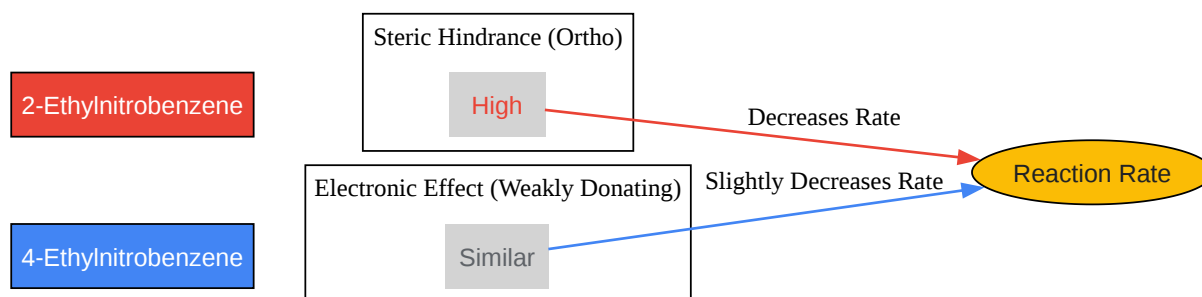 Steric Hindrance (Ortho)
2-Ethylnitrobenzene
High
Decreases Rate
Reaction Rate
Electronic Effect (Weakly Donating)
Slightly Decreases Rate
4-Ethylnitrobenzene
Similar